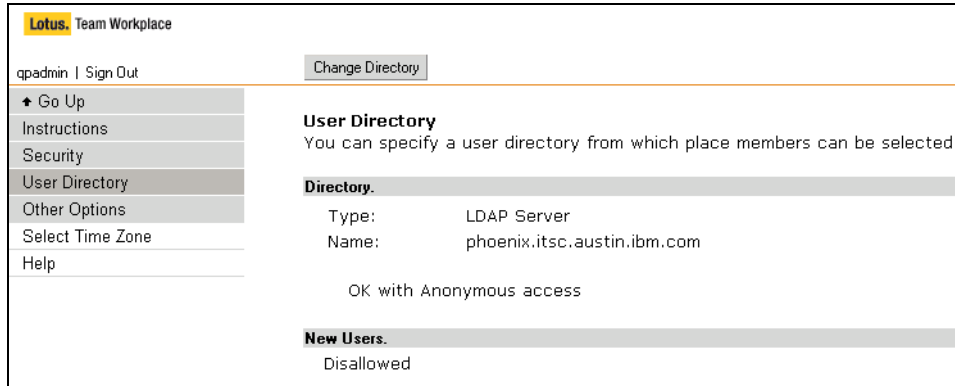 Lotus. Team Workplace
qpadmin | Sign Out
Change Directory
Go Up
Instructions
Security
User Directory
Other Options
Select Time Zone
Help
User Directory
You can specify a user directory from which place members can be selected
Directory.
Type: LDAP Server
Name: phoenix.itsc.austin.ibm.com
OK with Anonymous access
New Users.
Disallowed